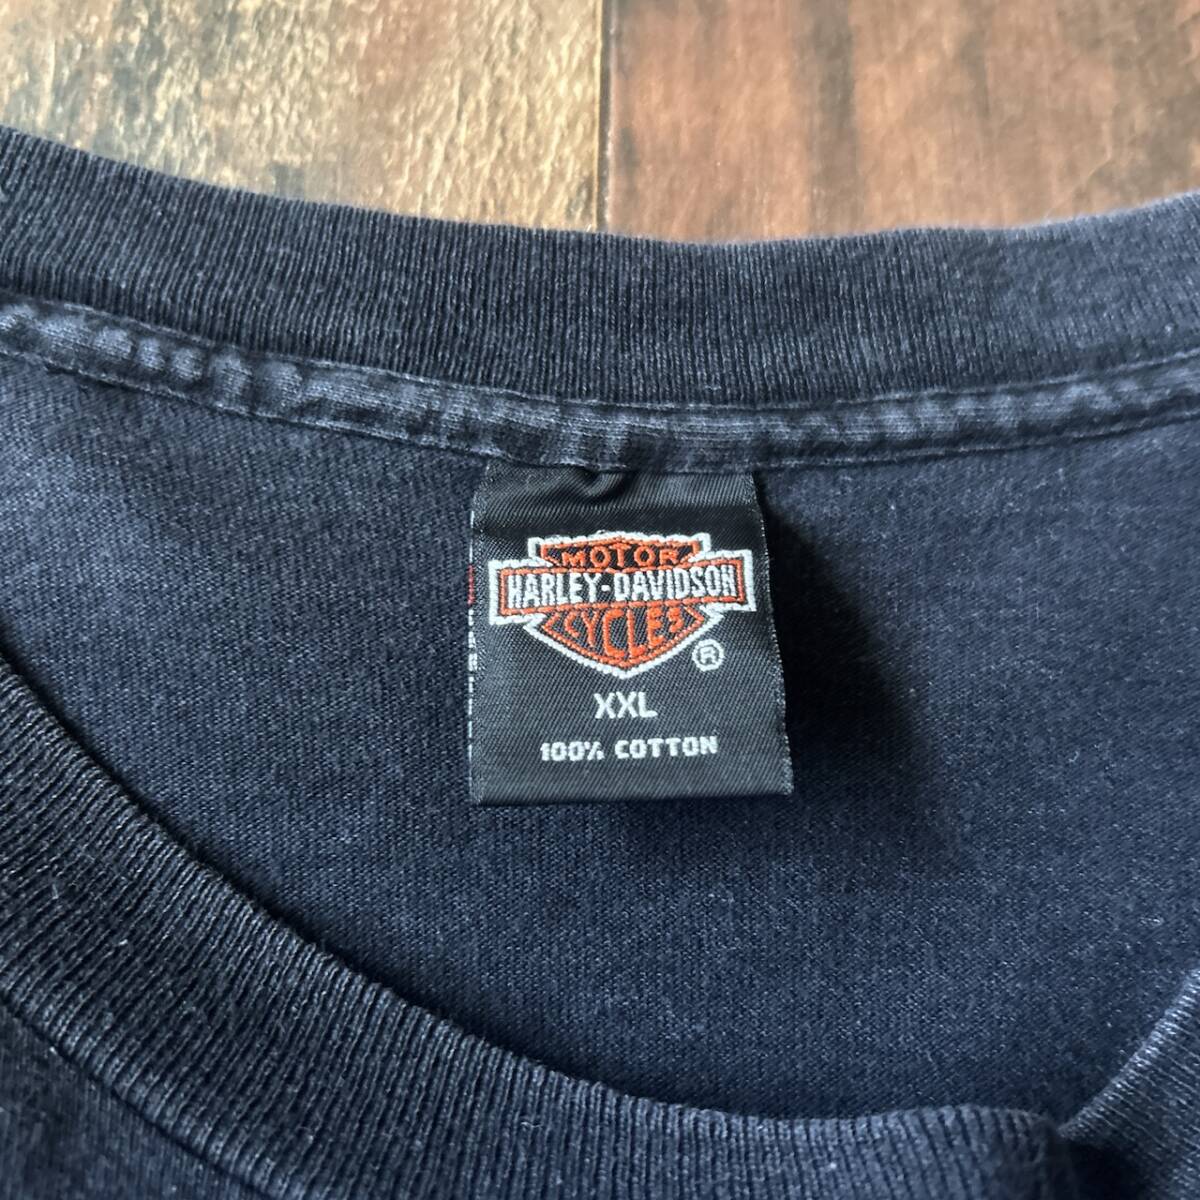 MOTOR
HARLEY-DAVIDSON
CYCLES
®
XXL
100% COTTON